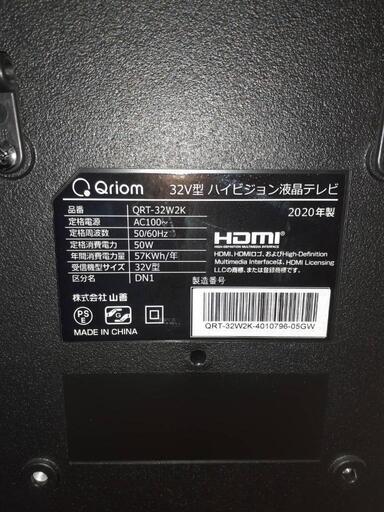 Qriom
32V型 ハイビジョン液晶テレビ
品番 QRT-32W2K
2020年製
定格電源 AC100~
定格周波数 50/60Hz
定格消費電力 50W
年間消費電力量 57KWh/年
受信機型サイズ 32V型
区分名 DN1
HDMI
HIGH-DEFINITION MULTIMEDIA INTERFACE
HDMI、HDMIロゴ、およびHigh-Definition
Multimedia Interfaceは、HDMI Licensing
LLCの商標、または登録商標です。
株式会社 山善
製造番号
PS
E
G
MADE IN CHINA
QRT-32W2K-4010796-05GW